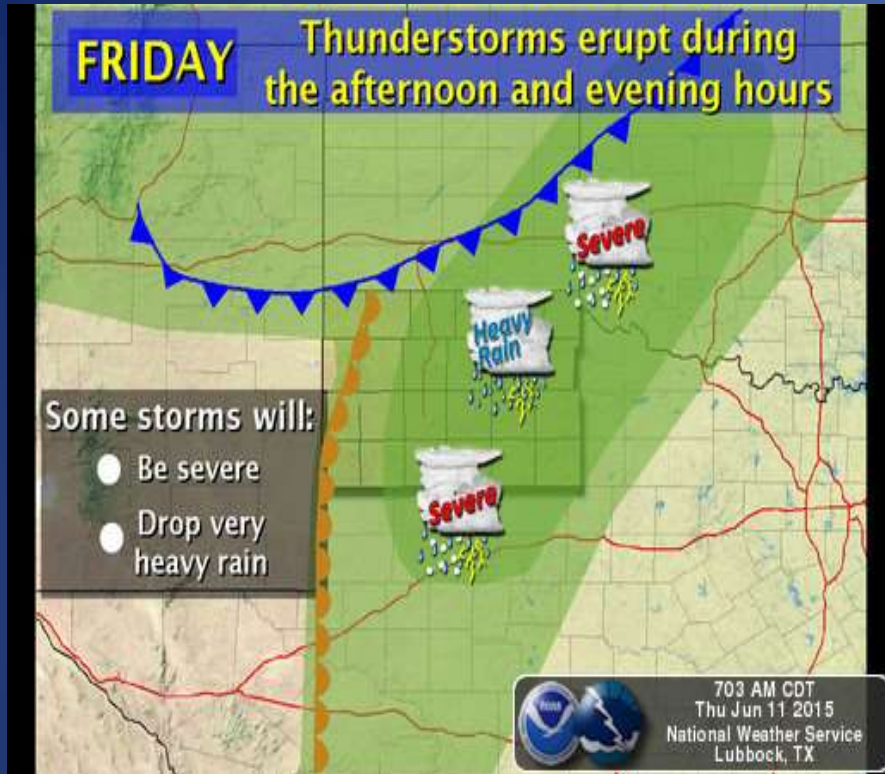 FRIDAY
Thunderstorms erupt during
the afternoon and evening hours
Severe
Heavy
Rain
Some storms will:
Be severe
Drop very
heavy rain
Severe
703 AM CDT
Thu Jun 11 2015
National Weather Service
Lubbock, TX